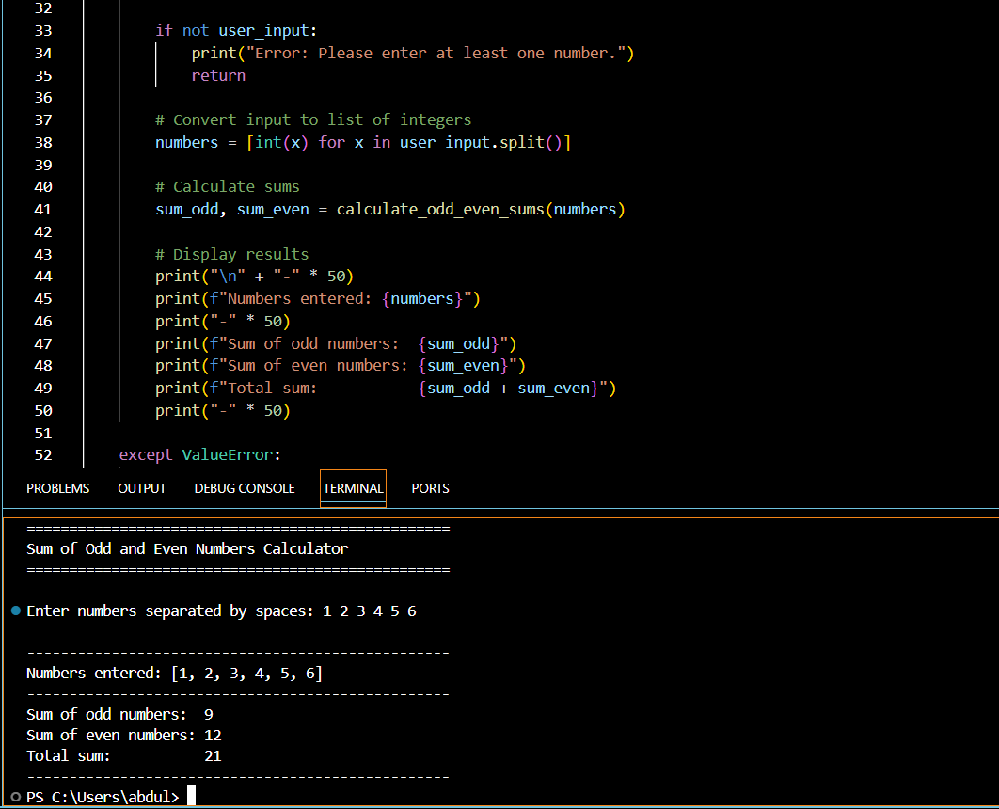 32
33 if not user_input:
34 print("Error: Please enter at least one number.")
35 return
36
37 # Convert input to list of integers
38 numbers = [int(x) for x in user_input.split()]
39
40 # Calculate sums
41 sum_odd, sum_even = calculate_odd_even_sums(numbers)
42
43 # Display results
44 print("\n" + "-" * 50)
45 print(f"Numbers entered: {numbers}")
46 print("-" * 50)
47 print(f"Sum of odd numbers:  {sum_odd}")
48 print(f"Sum of even numbers: {sum_even}")
49 print(f"Total sum:           {sum_odd + sum_even}")
50 print("-" * 50)
51
52 except ValueError:
PROBLEMS OUTPUT DEBUG CONSOLE TERMINAL PORTS
==================================================
Sum of Odd and Even Numbers Calculator
==================================================
Enter numbers separated by spaces: 1 2 3 4 5 6
--------------------------------------------------
Numbers entered: [1, 2, 3, 4, 5, 6]
--------------------------------------------------
Sum of odd numbers:  9
Sum of even numbers: 12
Total sum:           21
--------------------------------------------------
PS C:\Users\abdul>